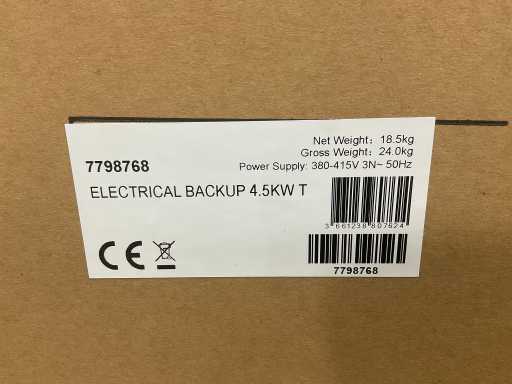 Net Weight: 18.5kg
Gross Weight: 24.0kg
7798768
Power Supply: 380-415V 3N~ 50Hz
ELECTRICAL BACKUP 4.5KW T
3 661238 807624
CE
7798768